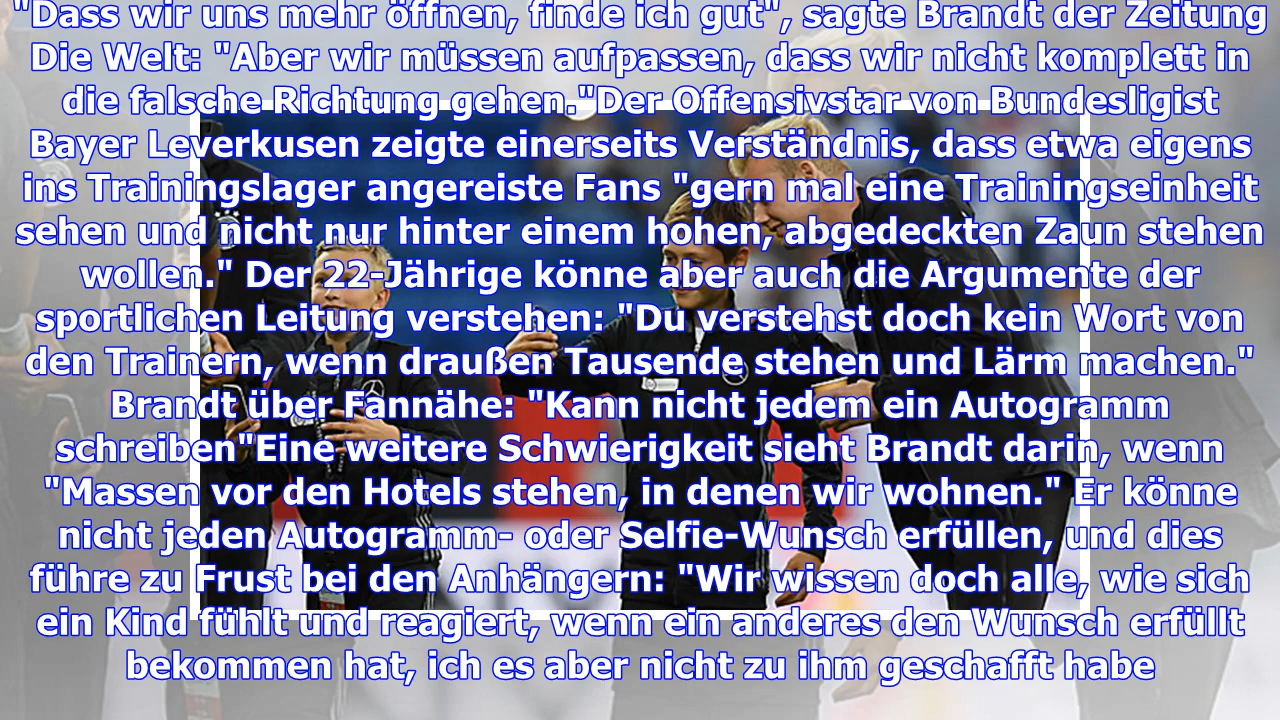 "Dass wir uns mehr öffnen, finde ich gut", sagte Brandt der Zeitung
Die Welt: "Aber wir müssen aufpassen, dass wir nicht komplett in
die falsche Richtung gehen."Der Offensivstar von Bundesligist
Bayer Leverkusen zeigte einerseits Verständnis, dass etwa eigens
ins Trainingslager angereiste Fans "gern mal eine Trainingseinheit
sehen und nicht nur hinter einem hohen, abgedeckten Zaun stehen
wollen." Der 22-Jährige könne aber auch die Argumente der
sportlichen Leitung verstehen: "Du verstehst doch kein Wort von
den Trainern, wenn draußen Tausende stehen und Lärm machen."
Brandt über Fannähe: "Kann nicht jedem ein Autogramm
schreiben"Eine weitere Schwierigkeit sieht Brandt darin, wenn
"Massen vor den Hotels stehen, in denen wir wohnen." Er könne
nicht jeden Autogramm- oder Selfie-Wunsch erfüllen, und dies
führe zu Frust bei den Anhängern: "Wir wissen doch alle, wie sich
ein Kind fühlt und reagiert, wenn ein anderes den Wunsch erfüllt
bekommen hat, ich es aber nicht zu ihm geschafft habe